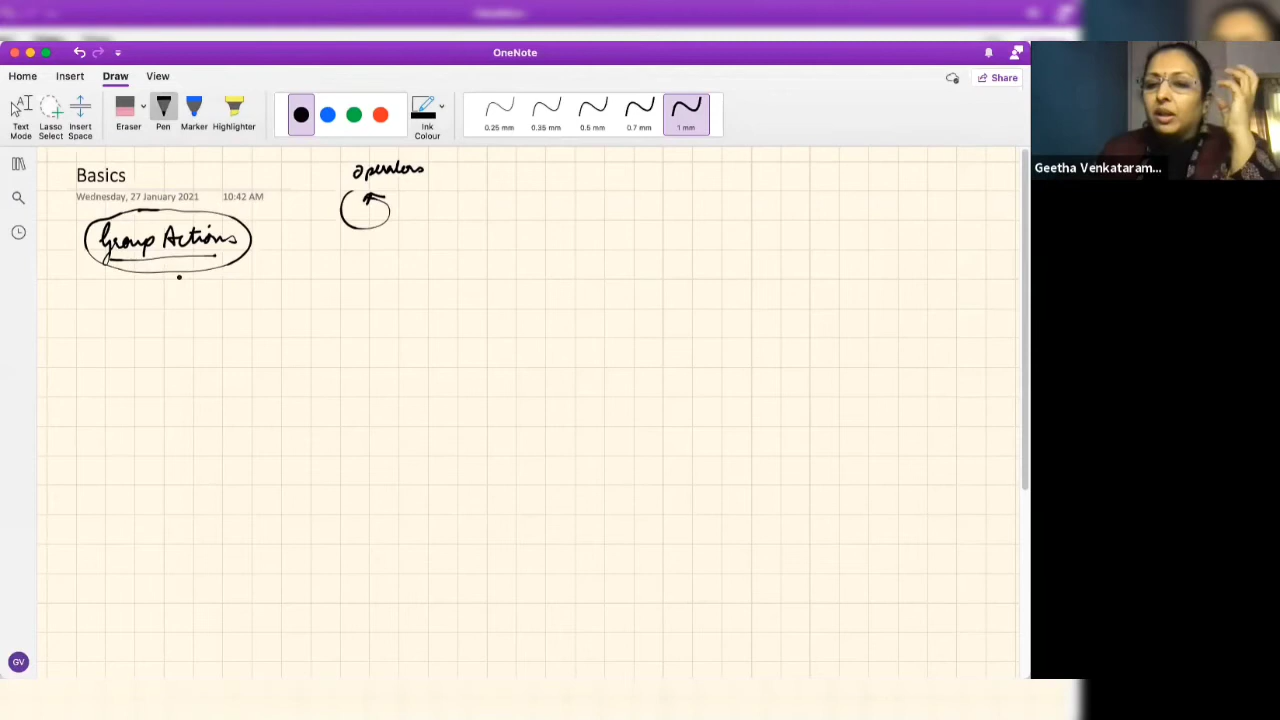 OneNote
Home Insert Draw View
Share
Text Mode
Lasso Select
Insert Space
Eraser
Pen
Marker
Highlighter
Ink Colour
0.25 mm
0.35 mm
0.5 mm
0.7 mm
1 mm
Geetha Venkataram...
Basics
Wednesday, 27 January 2021 10:42 AM
Group Actions
GV